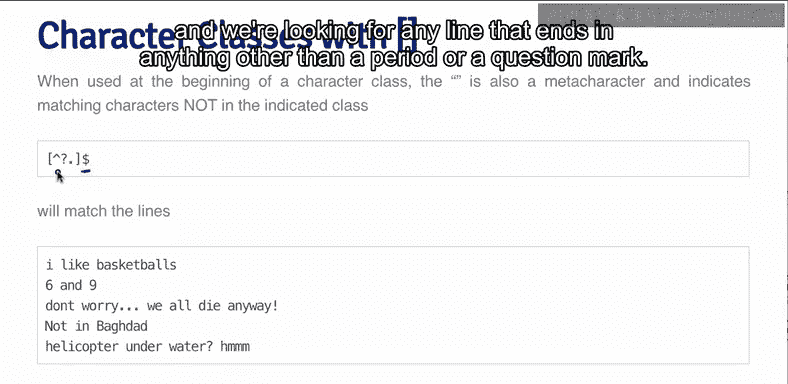 Character Classes with []
and we're looking for any line that ends in
anything other than a period or a question mark.
When used at the beginning of a character class, the “” is also a metacharacter and indicates
matching characters NOT in the indicated class
[^?.]$
will match the lines
i like basketballs
6 and 9
dont worry... we all die anyway!
Not in Baghdad
helicopter under water? hmmm